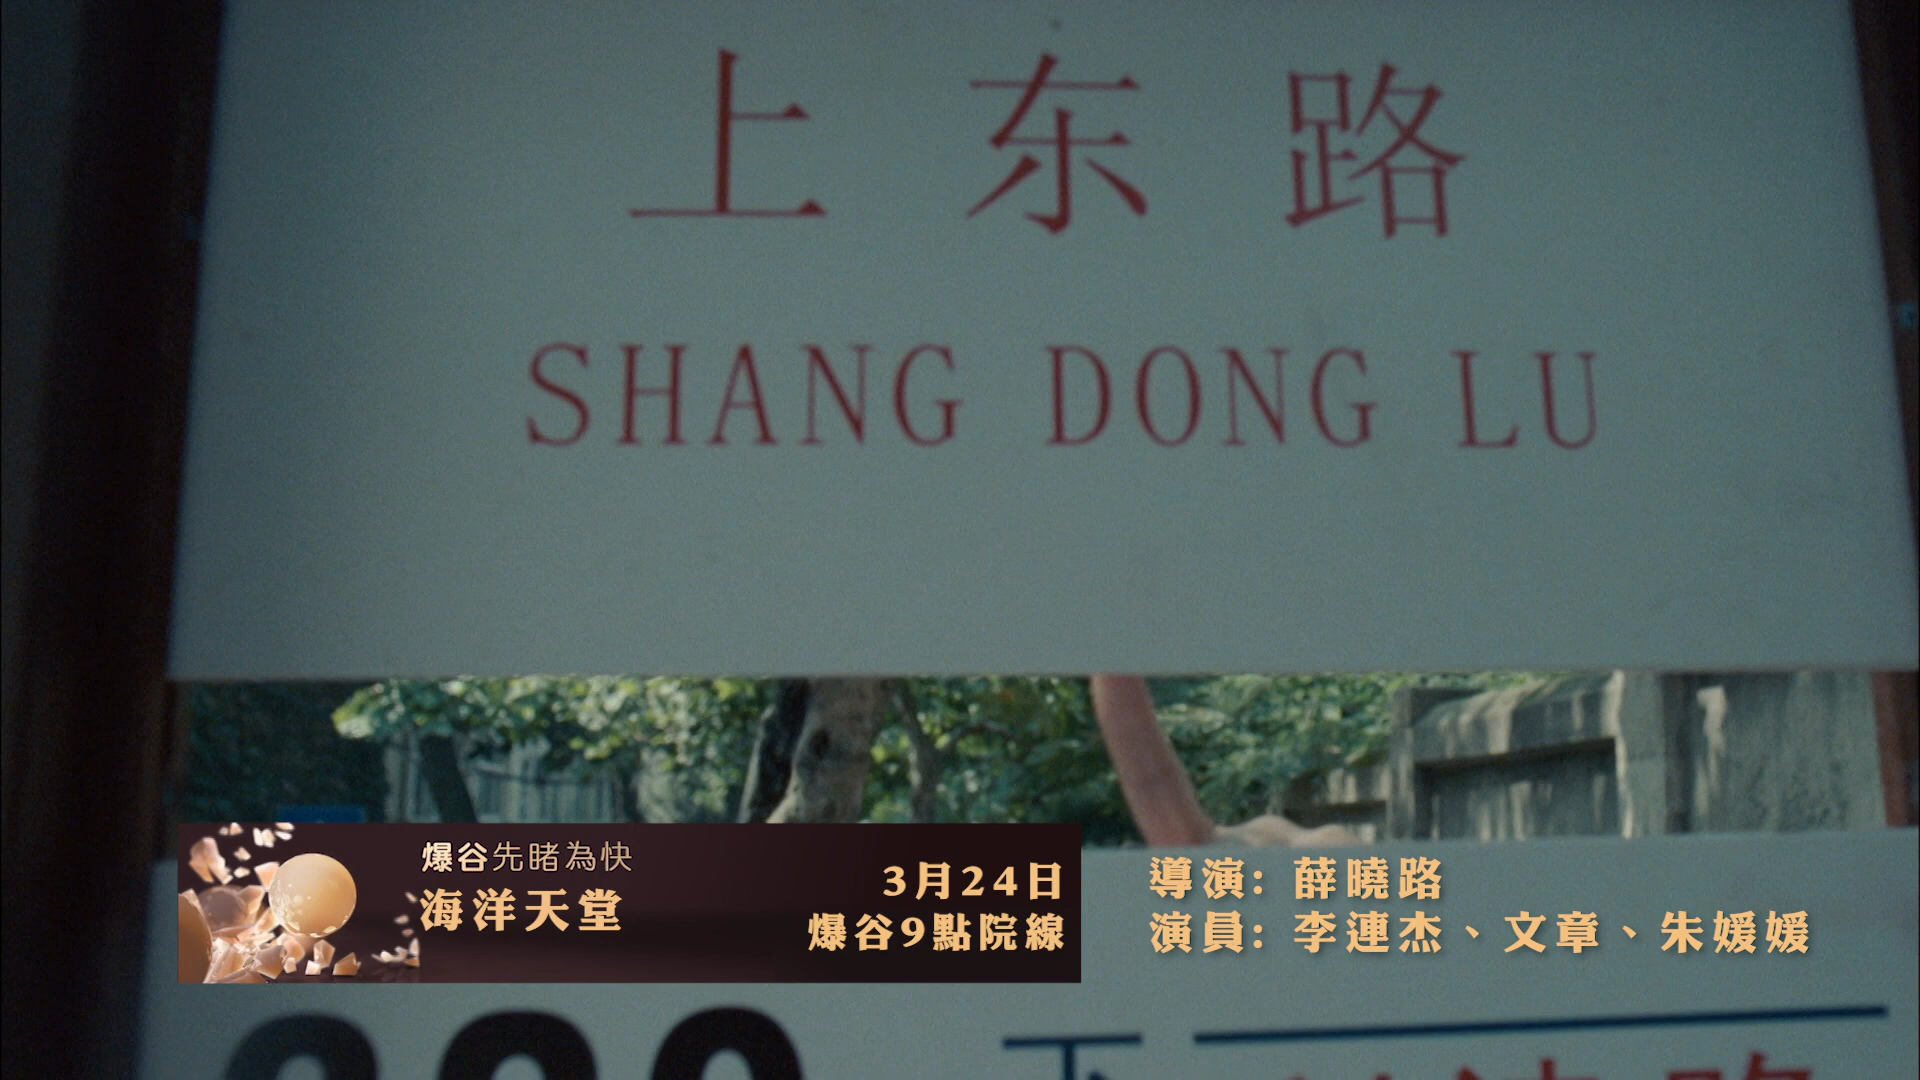 上东路
SHANG DONG LU
爆谷先睹為快
海洋天堂
3月24日
爆谷9點院線
導演: 薛曉路
演員: 李連杰、文章、朱媛媛